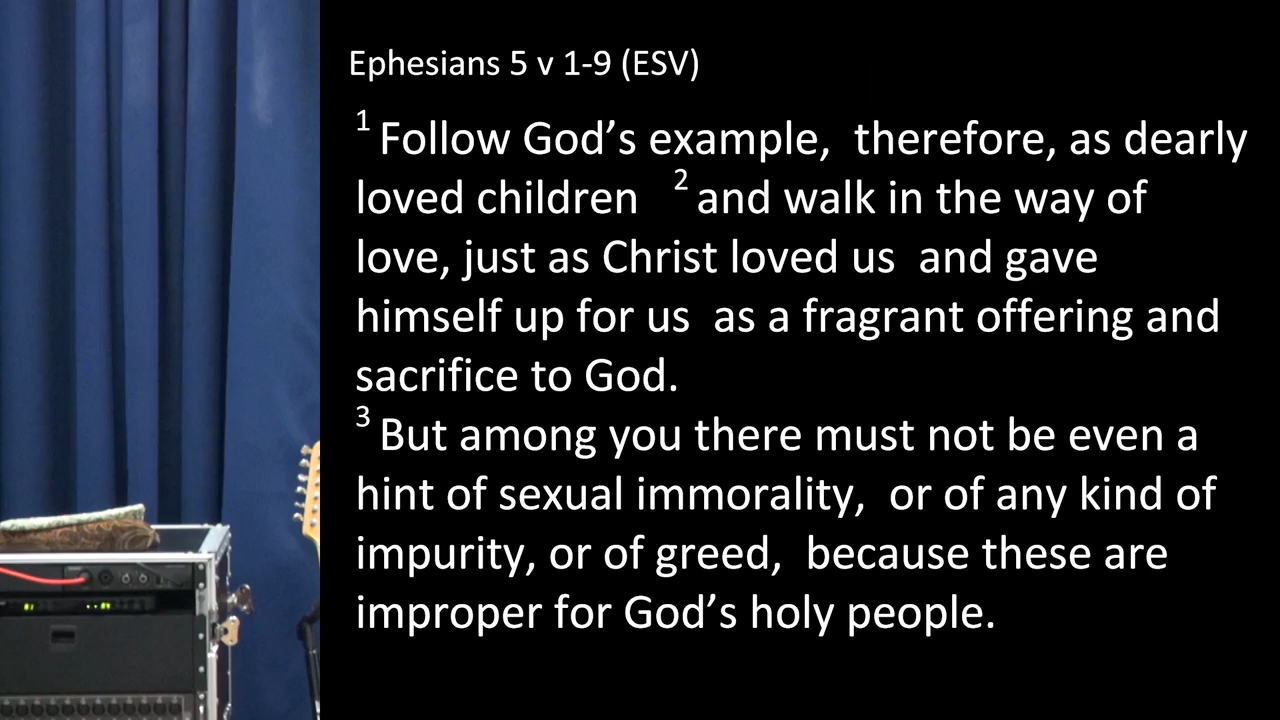 Ephesians 5 v 1-9 (ESV)
1 Follow God’s example,  therefore, as dearly
loved children   2 and walk in the way of
love, just as Christ loved us  and gave
himself up for us  as a fragrant offering and
sacrifice to God.
3 But among you there must not be even a
hint of sexual immorality,  or of any kind of
impurity, or of greed,  because these are
improper for God’s holy people.